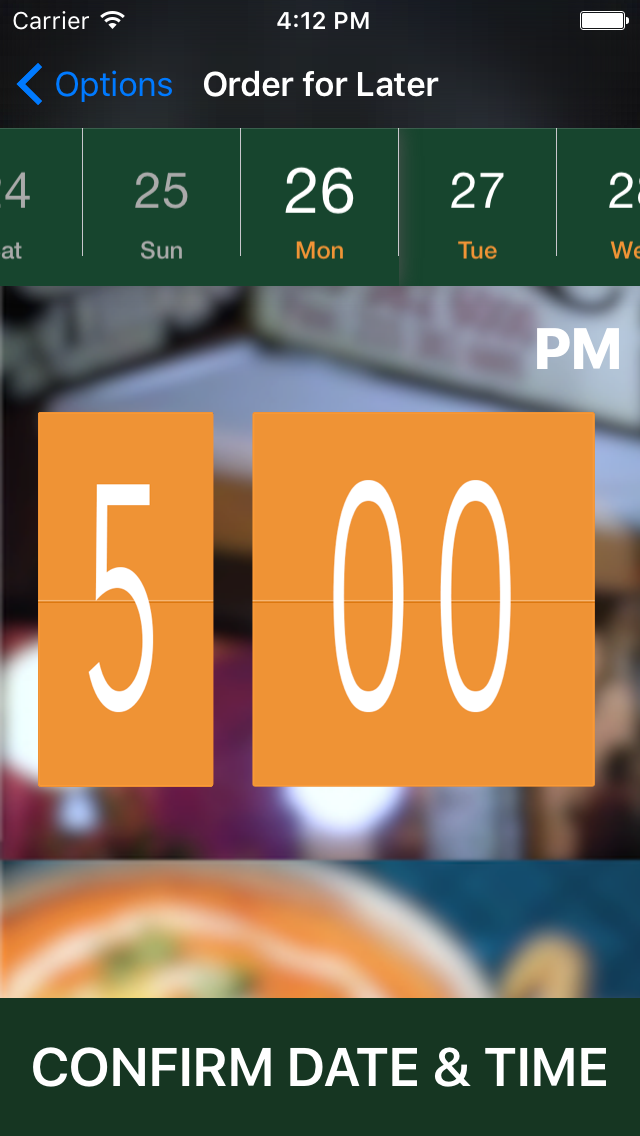 Carrier 4:12 PM
Options Order for Later
24 25 26 27 28
at Sun Mon Tue We
PM
5 00
CONFIRM DATE & TIME